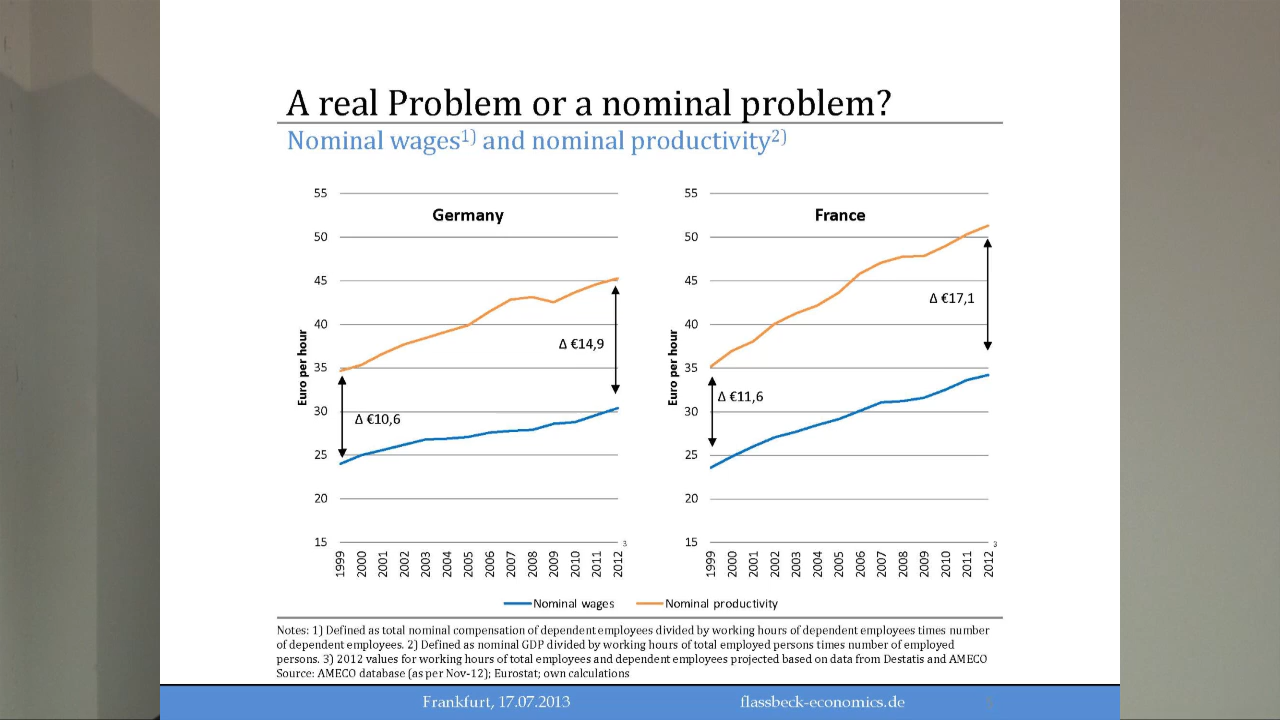 A real Problem or a nominal problem?
Nominal wages1) and nominal productivity2)
Germany
Euro per hour
55
50
45
40
35
30
25
20
15
Δ €10,6
Δ €14,9
1999
2000
2001
2002
2003
2004
2005
2006
2007
2008
2009
2010
2011
2012
3
France
Euro per hour
55
50
45
40
35
30
25
20
15
Δ €11,6
Δ €17,1
1999
2000
2001
2002
2003
2004
2005
2006
2007
2008
2009
2010
2011
2012
3
Nominal wages
Nominal productivity
Notes: 1) Defined as total nominal compensation of dependent employees divided by working hours of dependent employees times number
of dependent employees. 2) Defined as nominal GDP divided by working hours of total employed persons times number of employed
persons. 3) 2012 values for working hours of total employees and dependent employees projected based on data from Destatis and AMECO
Source: AMECO database (as per Nov-12); Eurostat; own calculations
Frankfurt, 17.07.2013
flassbeck-economics.de